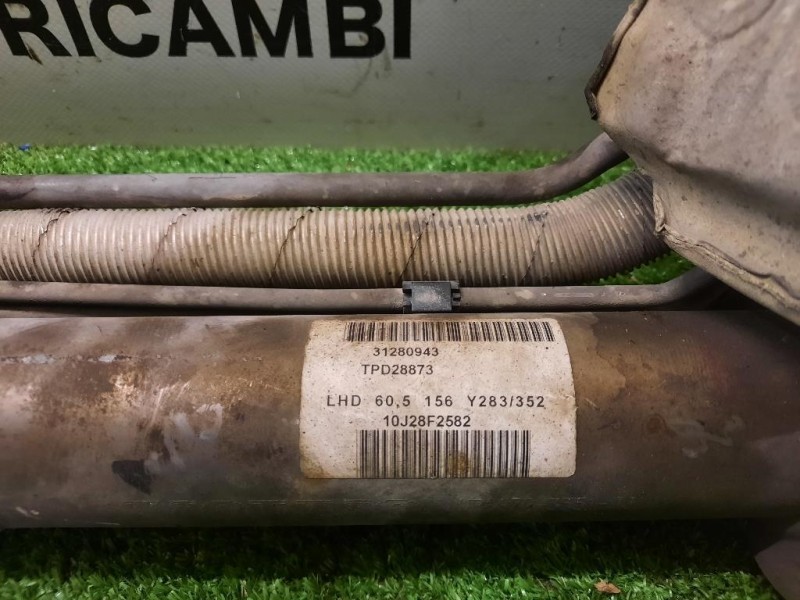 RICAMBI
31280943
TPD28873
LHD 60,5 156 Y283/352
10J28F2582